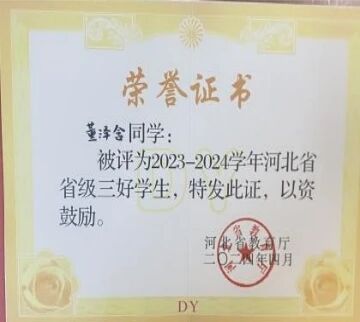 荣誉证书
董泽含同学：
被评为2023-2024学年河北省
省级三好学生，特发此证，以资
鼓励。
河北省教育厅
二〇二四年四月
DY